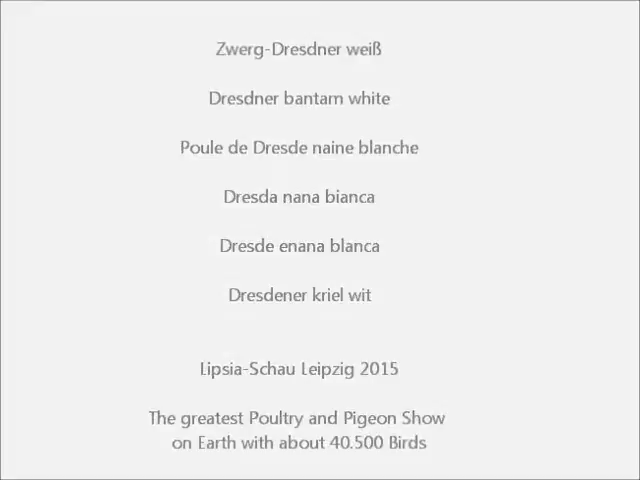 Zwerg-Dresdner weiß
Dresdner bantam white
Poule de Dresde naine blanche
Dresda nana bianca
Dresde enana blanca
Dresdener kriel wit
Lipsia-Schau Leipzig 2015
The greatest Poultry and Pigeon Show
on Earth with about 40.500 Birds